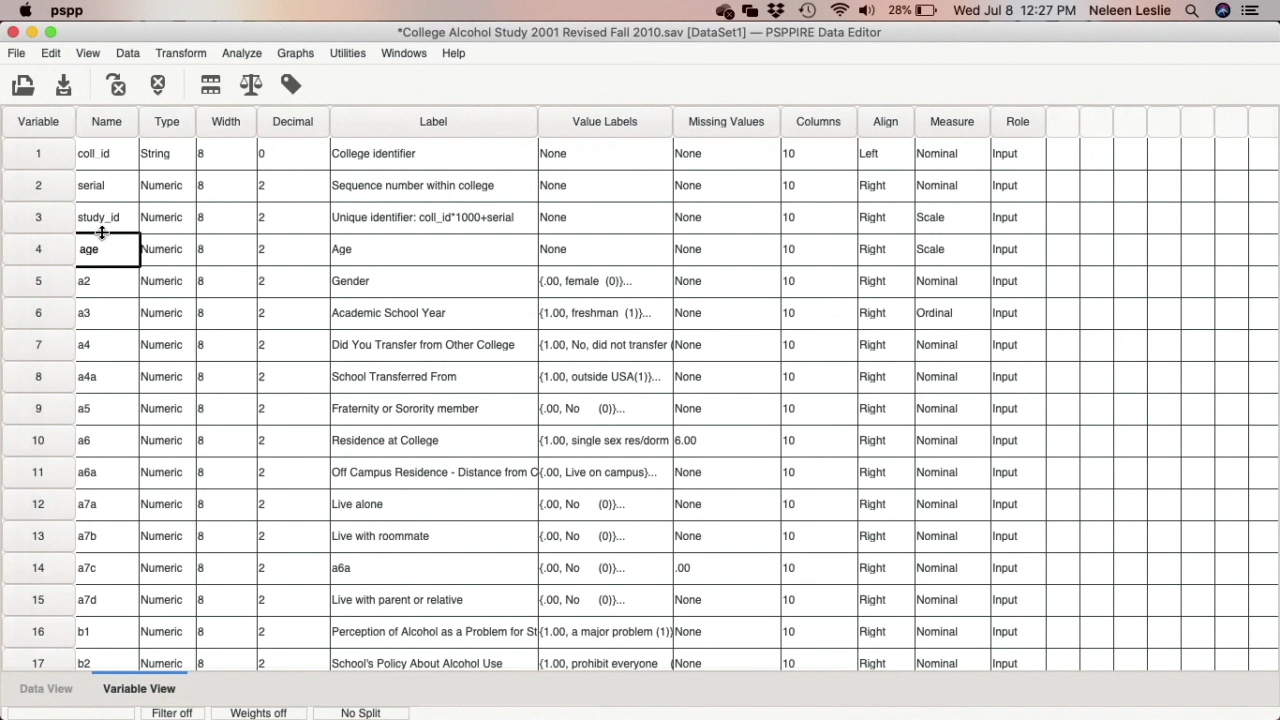 pspp 28% Wed Jul 8 12:27 PM Neleen Leslie
*College Alcohol Study 2001 Revised Fall 2010.sav [DataSet1] — PSPPIRE Data Editor
File Edit View Data Transform Analyze Graphs Utilities Windows Help
Variable Name Type Width Decimal Label Value Labels Missing Values Columns Align Measure Role
1 coll_id String 8 0 College identifier None None 10 Left Nominal Input
2 serial Numeric 8 2 Sequence number within college None None 10 Right Nominal Input
3 study_id Numeric 8 2 Unique identifier: coll_id*1000+serial None None 10 Right Scale Input
4 age Numeric 8 2 Age None None 10 Right Scale Input
5 a2 Numeric 8 2 Gender {.00, female (0)}... None 10 Right Nominal Input
6 a3 Numeric 8 2 Academic School Year {1.00, freshman (1)}... None 10 Right Ordinal Input
7 a4 Numeric 8 2 Did You Transfer from Other College {1.00, No, did not transfer ( None 10 Right Nominal Input
8 a4a Numeric 8 2 School Transferred From {1.00, outside USA(1)}... None 10 Right Nominal Input
9 a5 Numeric 8 2 Fraternity or Sorority member {.00, No (0)}... None 10 Right Nominal Input
10 a6 Numeric 8 2 Residence at College {1.00, single sex res/dorm 6.00 10 Right Nominal Input
11 a6a Numeric 8 2 Off Campus Residence - Distance from C {.00, Live on campus}... None 10 Right Nominal Input
12 a7a Numeric 8 2 Live alone {.00, No (0)}... None 10 Right Nominal Input
13 a7b Numeric 8 2 Live with roommate {.00, No (0)}... None 10 Right Nominal Input
14 a7c Numeric 8 2 a6a {.00, No (0)}... .00 10 Right Nominal Input
15 a7d Numeric 8 2 Live with parent or relative {.00, No (0)}... None 10 Right Nominal Input
16 b1 Numeric 8 2 Perception of Alcohol as a Problem for St {1.00, a major problem (1)} None 10 Right Nominal Input
17 b2 Numeric 8 2 School's Policy About Alcohol Use {1.00, prohibit everyone ( None 10 Right Nominal Input
Data View Variable View
Filter off Weights off No Split